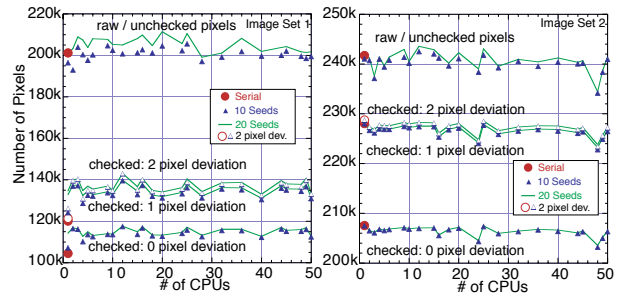 220k
200k
180k
160k
140k
120k
100k
Number of Pixels
raw / unchecked pixels
Image Set 1
Serial
10 Seeds
20 Seeds
2 pixel dev.
checked: 2 pixel deviation
checked: 1 pixel deviation
checked: 0 pixel deviation
0 10 20 30 40 50
# of CPUs
250k
240k
230k
220k
210k
200k
Image Set 2
raw / unchecked pixels
checked: 2 pixel deviation
checked: 1 pixel deviation
Serial
10 Seeds
20 Seeds
2 pixel dev.
checked: 0 pixel deviation
0 10 20 30 40 50
# of CPUs